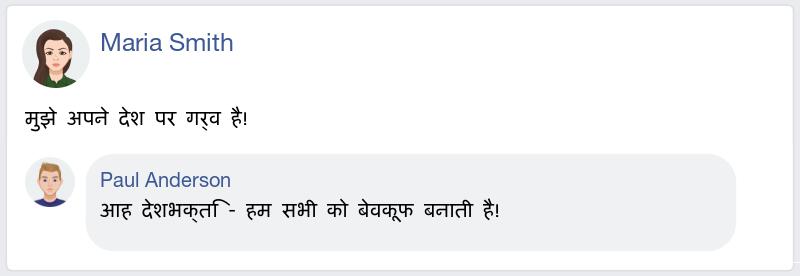 Maria Smith
मुझे अपने देश पर गर्व है!
Paul Anderson
आह देशभक्ति - हम सभी को बेवकूफ बनाती है!